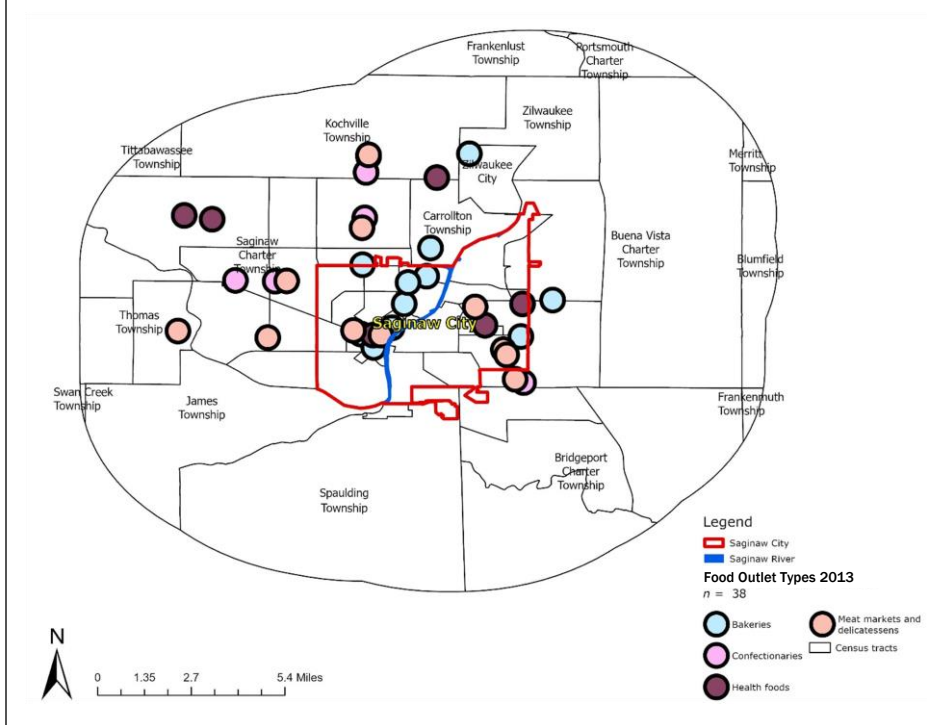 Frankenlust
Township
Portsmouth
Charter
Township
Zilwaukee
Township
Kochville
Township
Tittabawassee
Township
Zilwaukee
City
Merritt
Township
Carrollton
Township
Saginaw
Charter
Township
Buena Vista
Charter
Township
Blumfield
Township
Thomas
Township
Saginaw City
Swan Creek
Township
James
Township
Frankenmuth
Township
Bridgeport
Charter
Township
Spaulding
Township
Legend
Saginaw City
Saginaw River
Food Outlet Types 2013
n = 38
Bakeries
Confectionaries
Health foods
Meat markets and
delicatessens
Census tracts
N
0 1.35 2.7 5.4 Miles